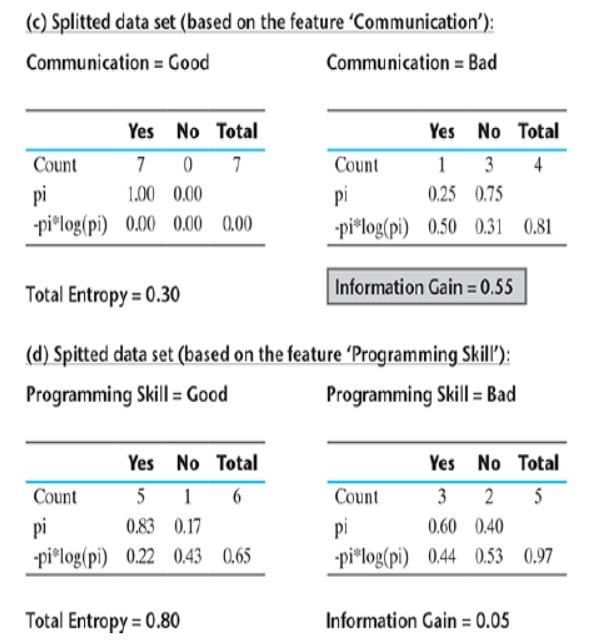 (c) Splitted data set (based on the feature 'Communication'):
Communication = Good
Communication = Bad
Yes No Total
Count 7 0 7
pi 1.00 0.00
-pi*log(pi) 0.00 0.00 0.00
Yes No Total
Count 1 3 4
pi 0.25 0.75
-pi*log(pi) 0.50 0.31 0.81
Total Entropy = 0.30
Information Gain = 0.55
(d) Spitted data set (based on the feature 'Programming Skill'):
Programming Skill = Good
Programming Skill = Bad
Yes No Total
Count 5 1 6
pi 0.83 0.17
-pi*log(pi) 0.22 0.43 0.65
Yes No Total
Count 3 2 5
pi 0.60 0.40
-pi*log(pi) 0.44 0.53 0.97
Total Entropy = 0.80
Information Gain = 0.05